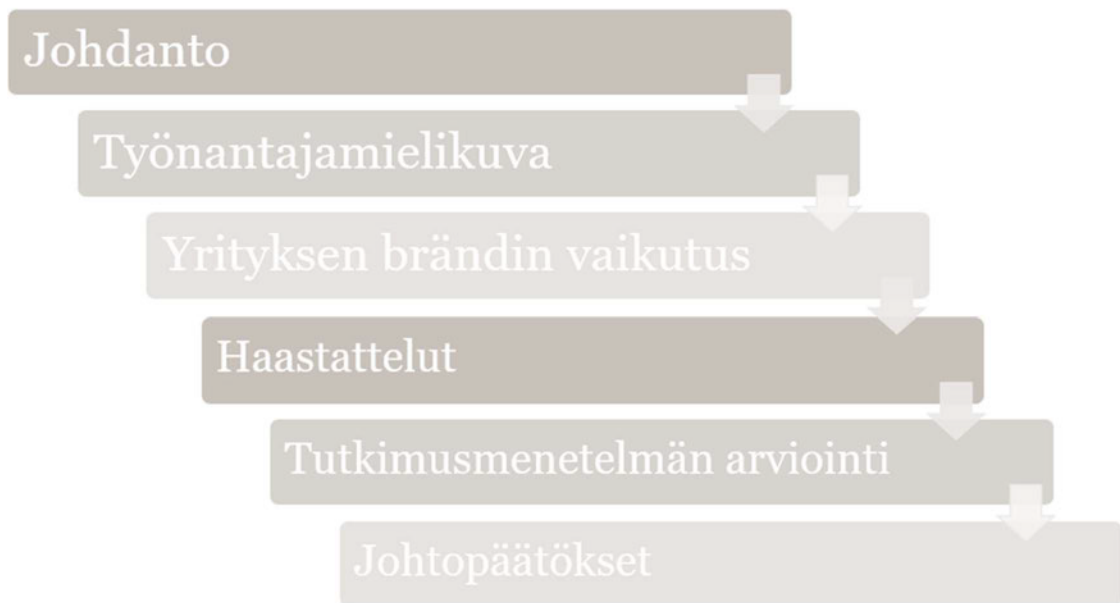 Johdanto
Työnantajamielikuva
Yrityksen brändin vaikutus
Haastattelut
Tutkimusmenetelmän arviointi
Johtopäätökset